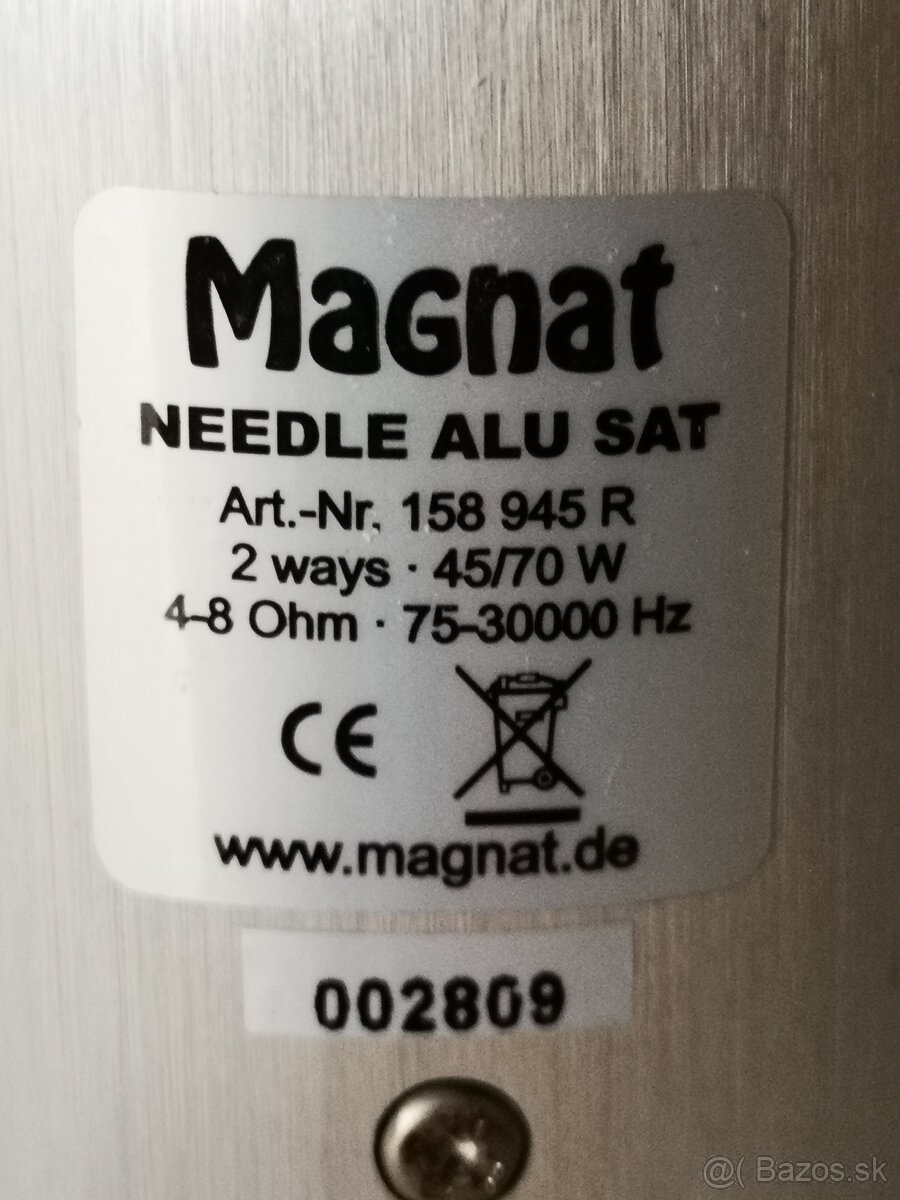 Magnat
NEEDLE ALU SAT
Art.-Nr. 158 945 R
2 ways · 45/70 W
4-8 Ohm · 75-30000 Hz
CE
www.magnat.de
002809
@( Bazos.sk